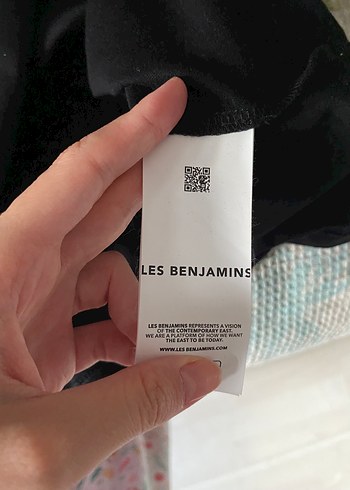 LES BENJAMINS
LES BENJAMINS REPRESENTS A VISION
OF THE CONTEMPORARY EAST.
WE ARE A PLATFORM OF HOW WE WANT
THE EAST TO BE TODAY.
WWW.LESBENJAMINS.COM